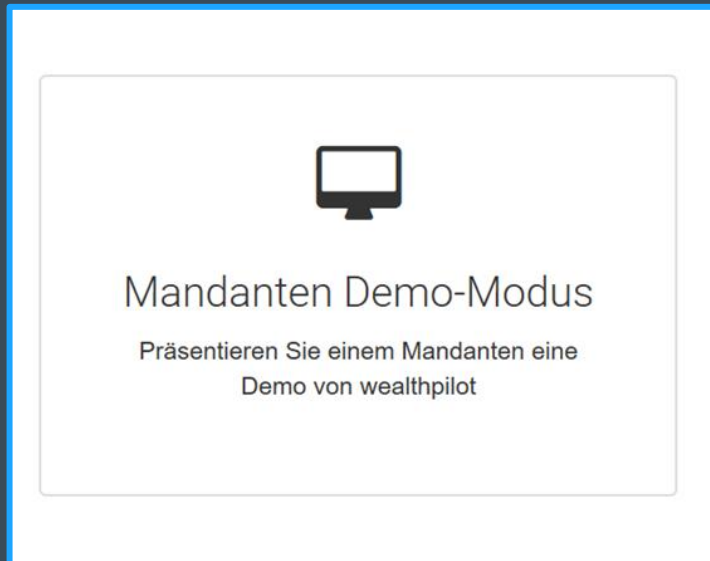 Mandanten Demo-Modus
Präsentieren Sie einem Mandanten eine
Demo von wealthpilot